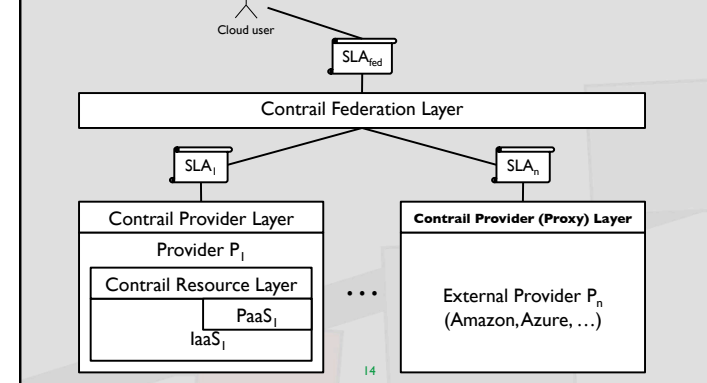 Cloud user
SLAfed
Contrail Federation Layer
SLA1
SLAn
Contrail Provider Layer
Contrail Provider (Proxy) Layer
Provider P1
Contrail Resource Layer
PaaS1
IaaS1
...
External Provider Pn
(Amazon, Azure, ...)
14